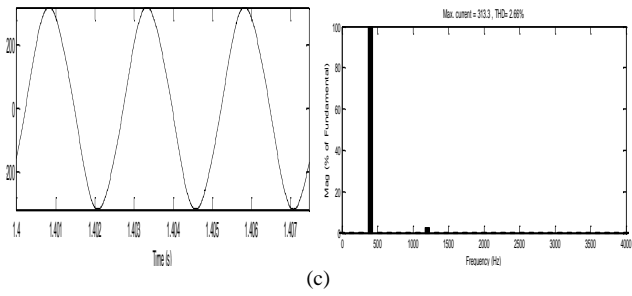 Max. current = 313.3 , THD= 2.66%
200
0
200
1.4 1.401 1.402 1.403 1.404 1.405 1.406 1.407
Time (s)
Mag (% of Fundamental)
100
80
60
40
20
0
0 500 1000 1500 2000 2500 3000 3500 4000
Frequency (Hz)
(c)